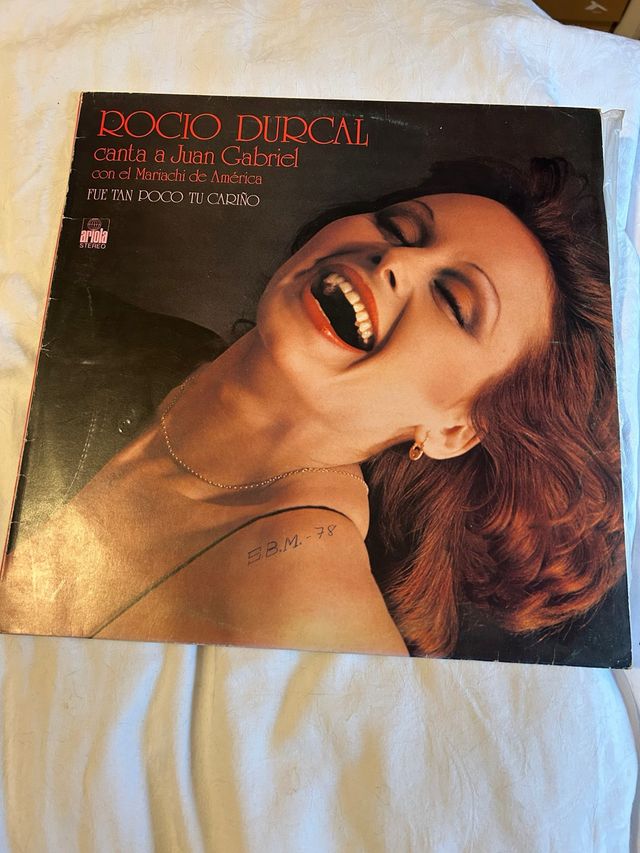 ROCIO DURCAL
canta a Juan Gabriel
con el Mariachi de América
FUE TAN POCO TU CARIÑO
ariola
STEREO
S.B.M.-78